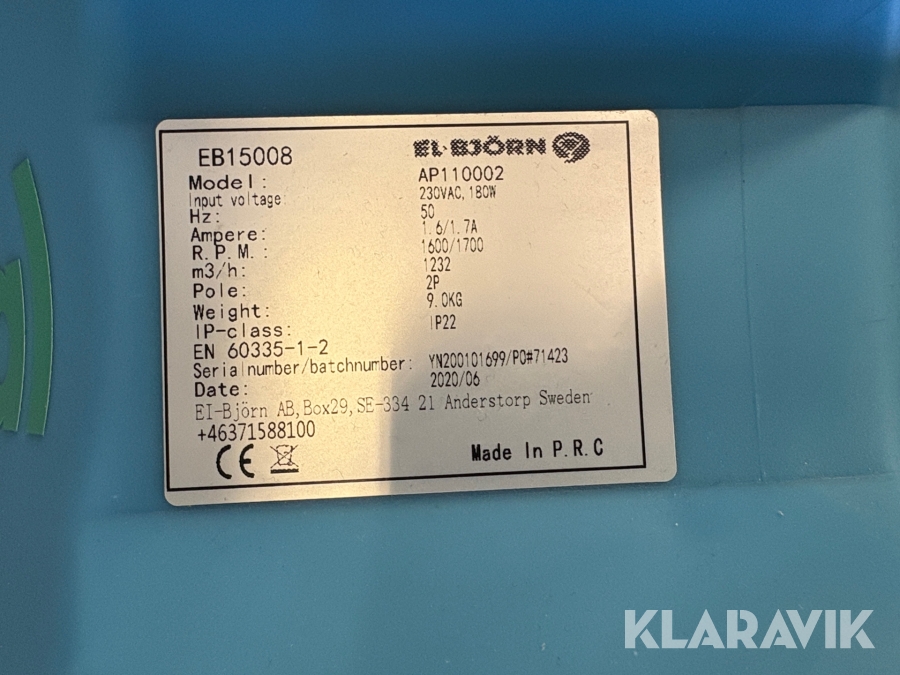 EB15008 EL·BJÖRN
Model: AP110002
Input voltage: 230VAC, 180W
Hz: 50
Ampere: 1.6/1.7A
R.P.M.: 1600/1700
m3/h: 1232
Pole: 2P
Weight: 9.0KG
IP-class: IP22
EN 60335-1-2
Serialnumber/batchnumber: YN200101699/PO#71423
Date: 2020/06
El-Björn AB, Box29, SE-334 21 Anderstorp Sweden
+46371588100
CE Made In P.R.C
KLARAVIK